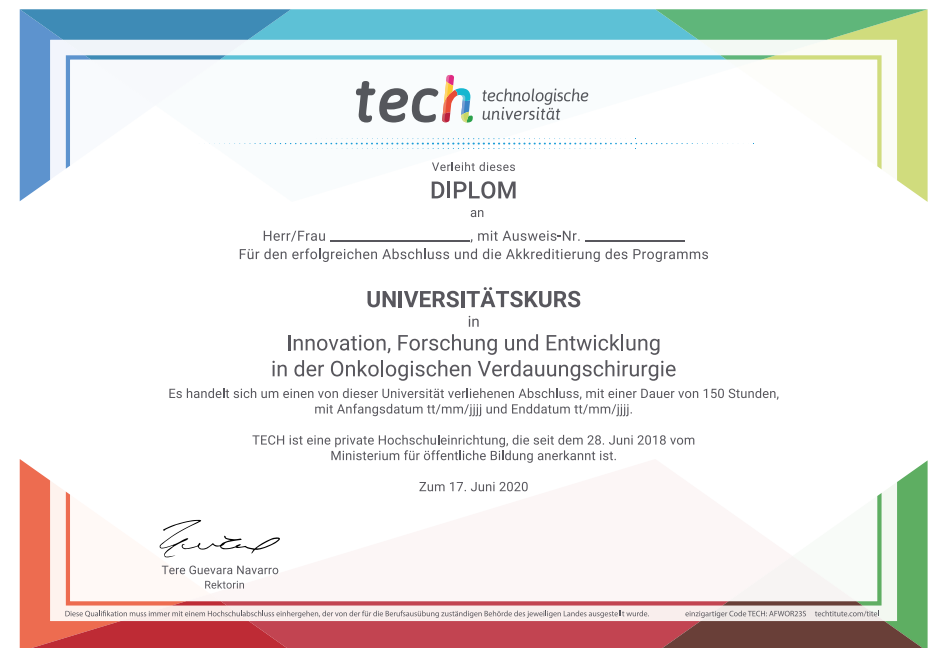 tech technologische
universität
Verleiht dieses
DIPLOM
an
Herr/Frau ____________________, mit Ausweis-Nr. ______________
Für den erfolgreichen Abschluss und die Akkreditierung des Programms
UNIVERSITÄTSKURS
in
Innovation, Forschung und Entwicklung
in der Onkologischen Verdauungschirurgie
Es handelt sich um einen von dieser Universität verliehenen Abschluss, mit einer Dauer von 150 Stunden,
mit Anfangsdatum tt/mm/jjjj und Enddatum tt/mm/jjjj.
TECH ist eine private Hochschuleinrichtung, die seit dem 28. Juni 2018 vom
Ministerium für öffentliche Bildung anerkannt ist.
Zum 17. Juni 2020
Tere Guevara Navarro
Rektorin
Diese Qualifikation muss immer mit einem Hochschulabschluss einhergehen, der von der für die Berufsausübung zuständigen Behörde des jeweiligen Landes ausgestellt wurde. einzigartiger Code TECH: AFWOR23S techtitute.com/titel